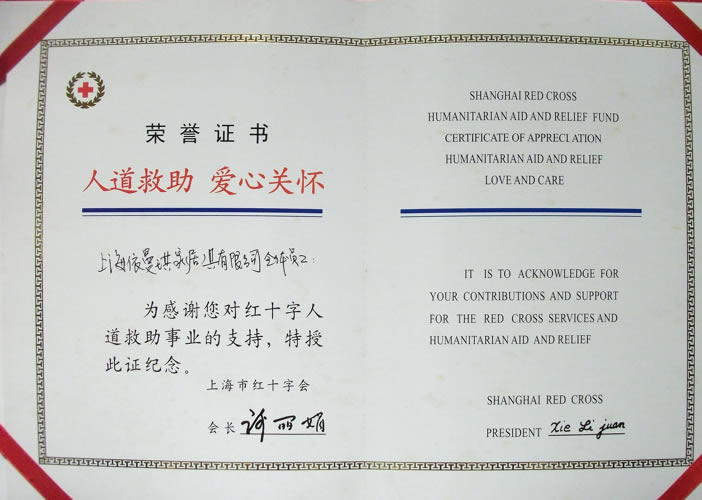 荣誉证书
人道救助 爱心关怀
上海依曼琪家居具有限公司全体员工：
为感谢您对红十字人
道救助事业的支持，特授
此证纪念。
上海市红十字会
会长 谢丽娟
SHANGHAI RED CROSS
HUMANITARIAN AID AND RELIEF FUND
CERTIFICATE OF APPRECIATION
HUMANITARIAN AID AND RELIEF
LOVE AND CARE
IT IS TO ACKNOWLEDGE FOR
YOUR CONTRIBUTIONS AND SUPPORT
FOR THE RED CROSS SERVICES AND
HUMANITARIAN AID AND RELIEF
SHANGHAI RED CROSS
PRESIDENT Xie Li juan